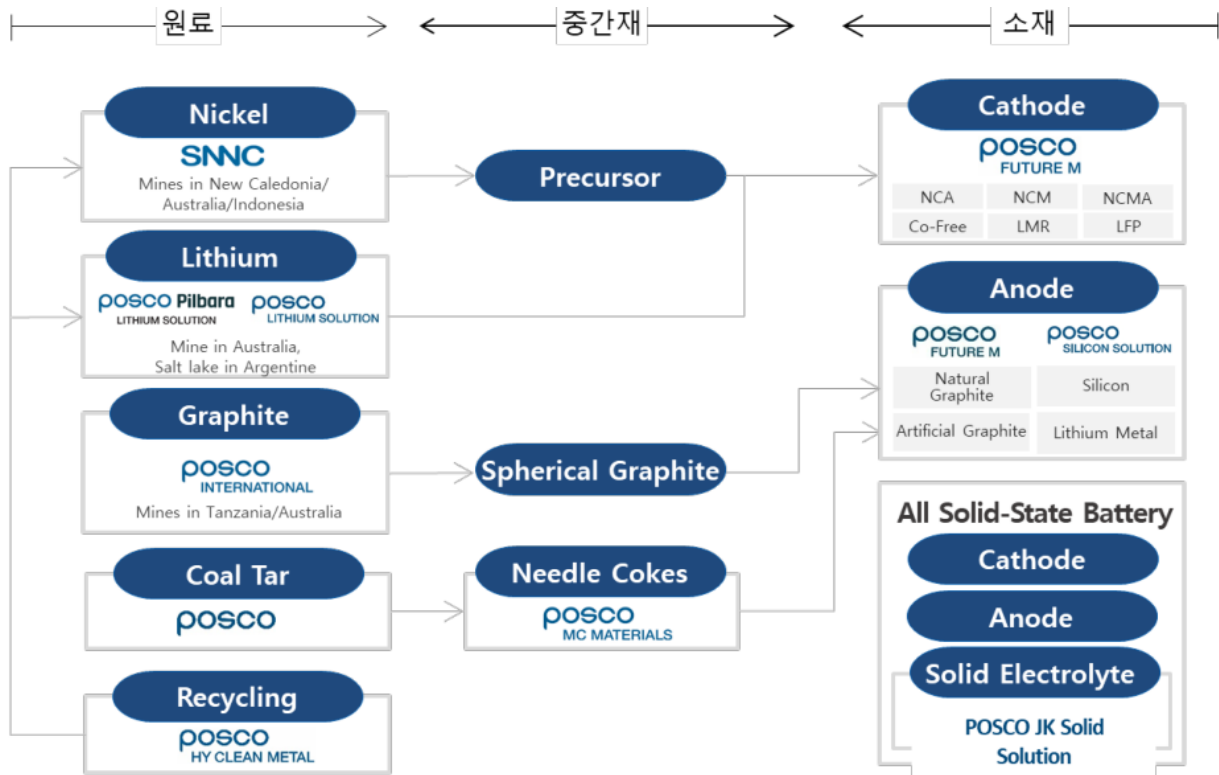 원료
중간재
소재
Nickel
SNNC
Mines in New Caledonia/
Australia/Indonesia
Lithium
posco Pilbara
LITHIUM SOLUTION
posco
LITHIUM SOLUTION
Mine in Australia,
Salt lake in Argentine
Graphite
posco
INTERNATIONAL
Mines in Tanzania/Australia
Coal Tar
posco
Recycling
posco
HY CLEAN METAL
Precursor
Spherical Graphite
Needle Cokes
posco
MC MATERIALS
Cathode
posco
FUTURE M
NCA NCM NCMA
Co-Free LMR LFP
Anode
posco
FUTURE M
posco
SILICON SOLUTION
Natural
Graphite
Silicon
Artificial Graphite
Lithium Metal
All Solid-State Battery
Cathode
Anode
Solid Electrolyte
POSCO JK Solid
Solution